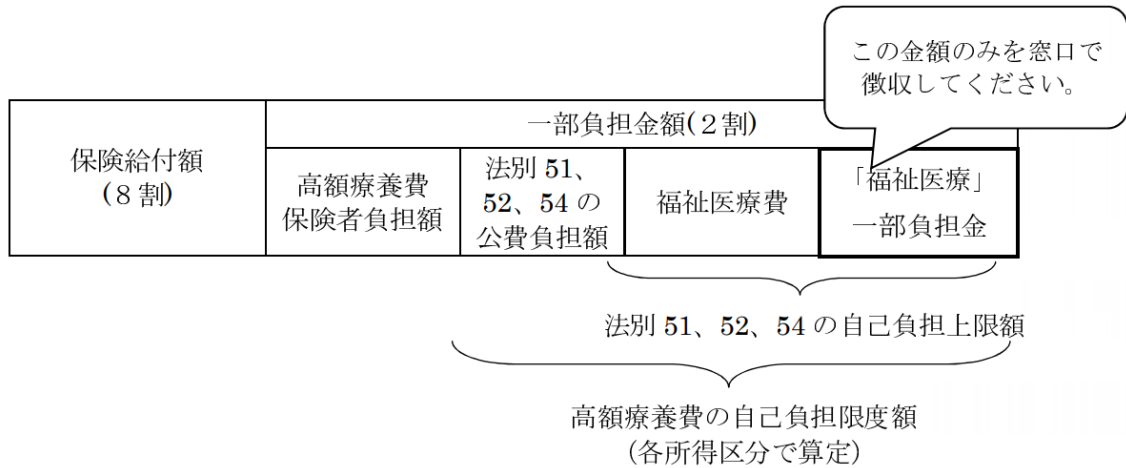 この金額のみを窓口で
徴収してください。
一部負担金額(２割)
保険給付額
(８割)
高額療養費
保険者負担額
法別 51、
52、54 の
公費負担額
福祉医療費
「福祉医療」
一部負担金
法別 51、52、54 の自己負担上限額
高額療養費の自己負担限度額
(各所得区分で算定)